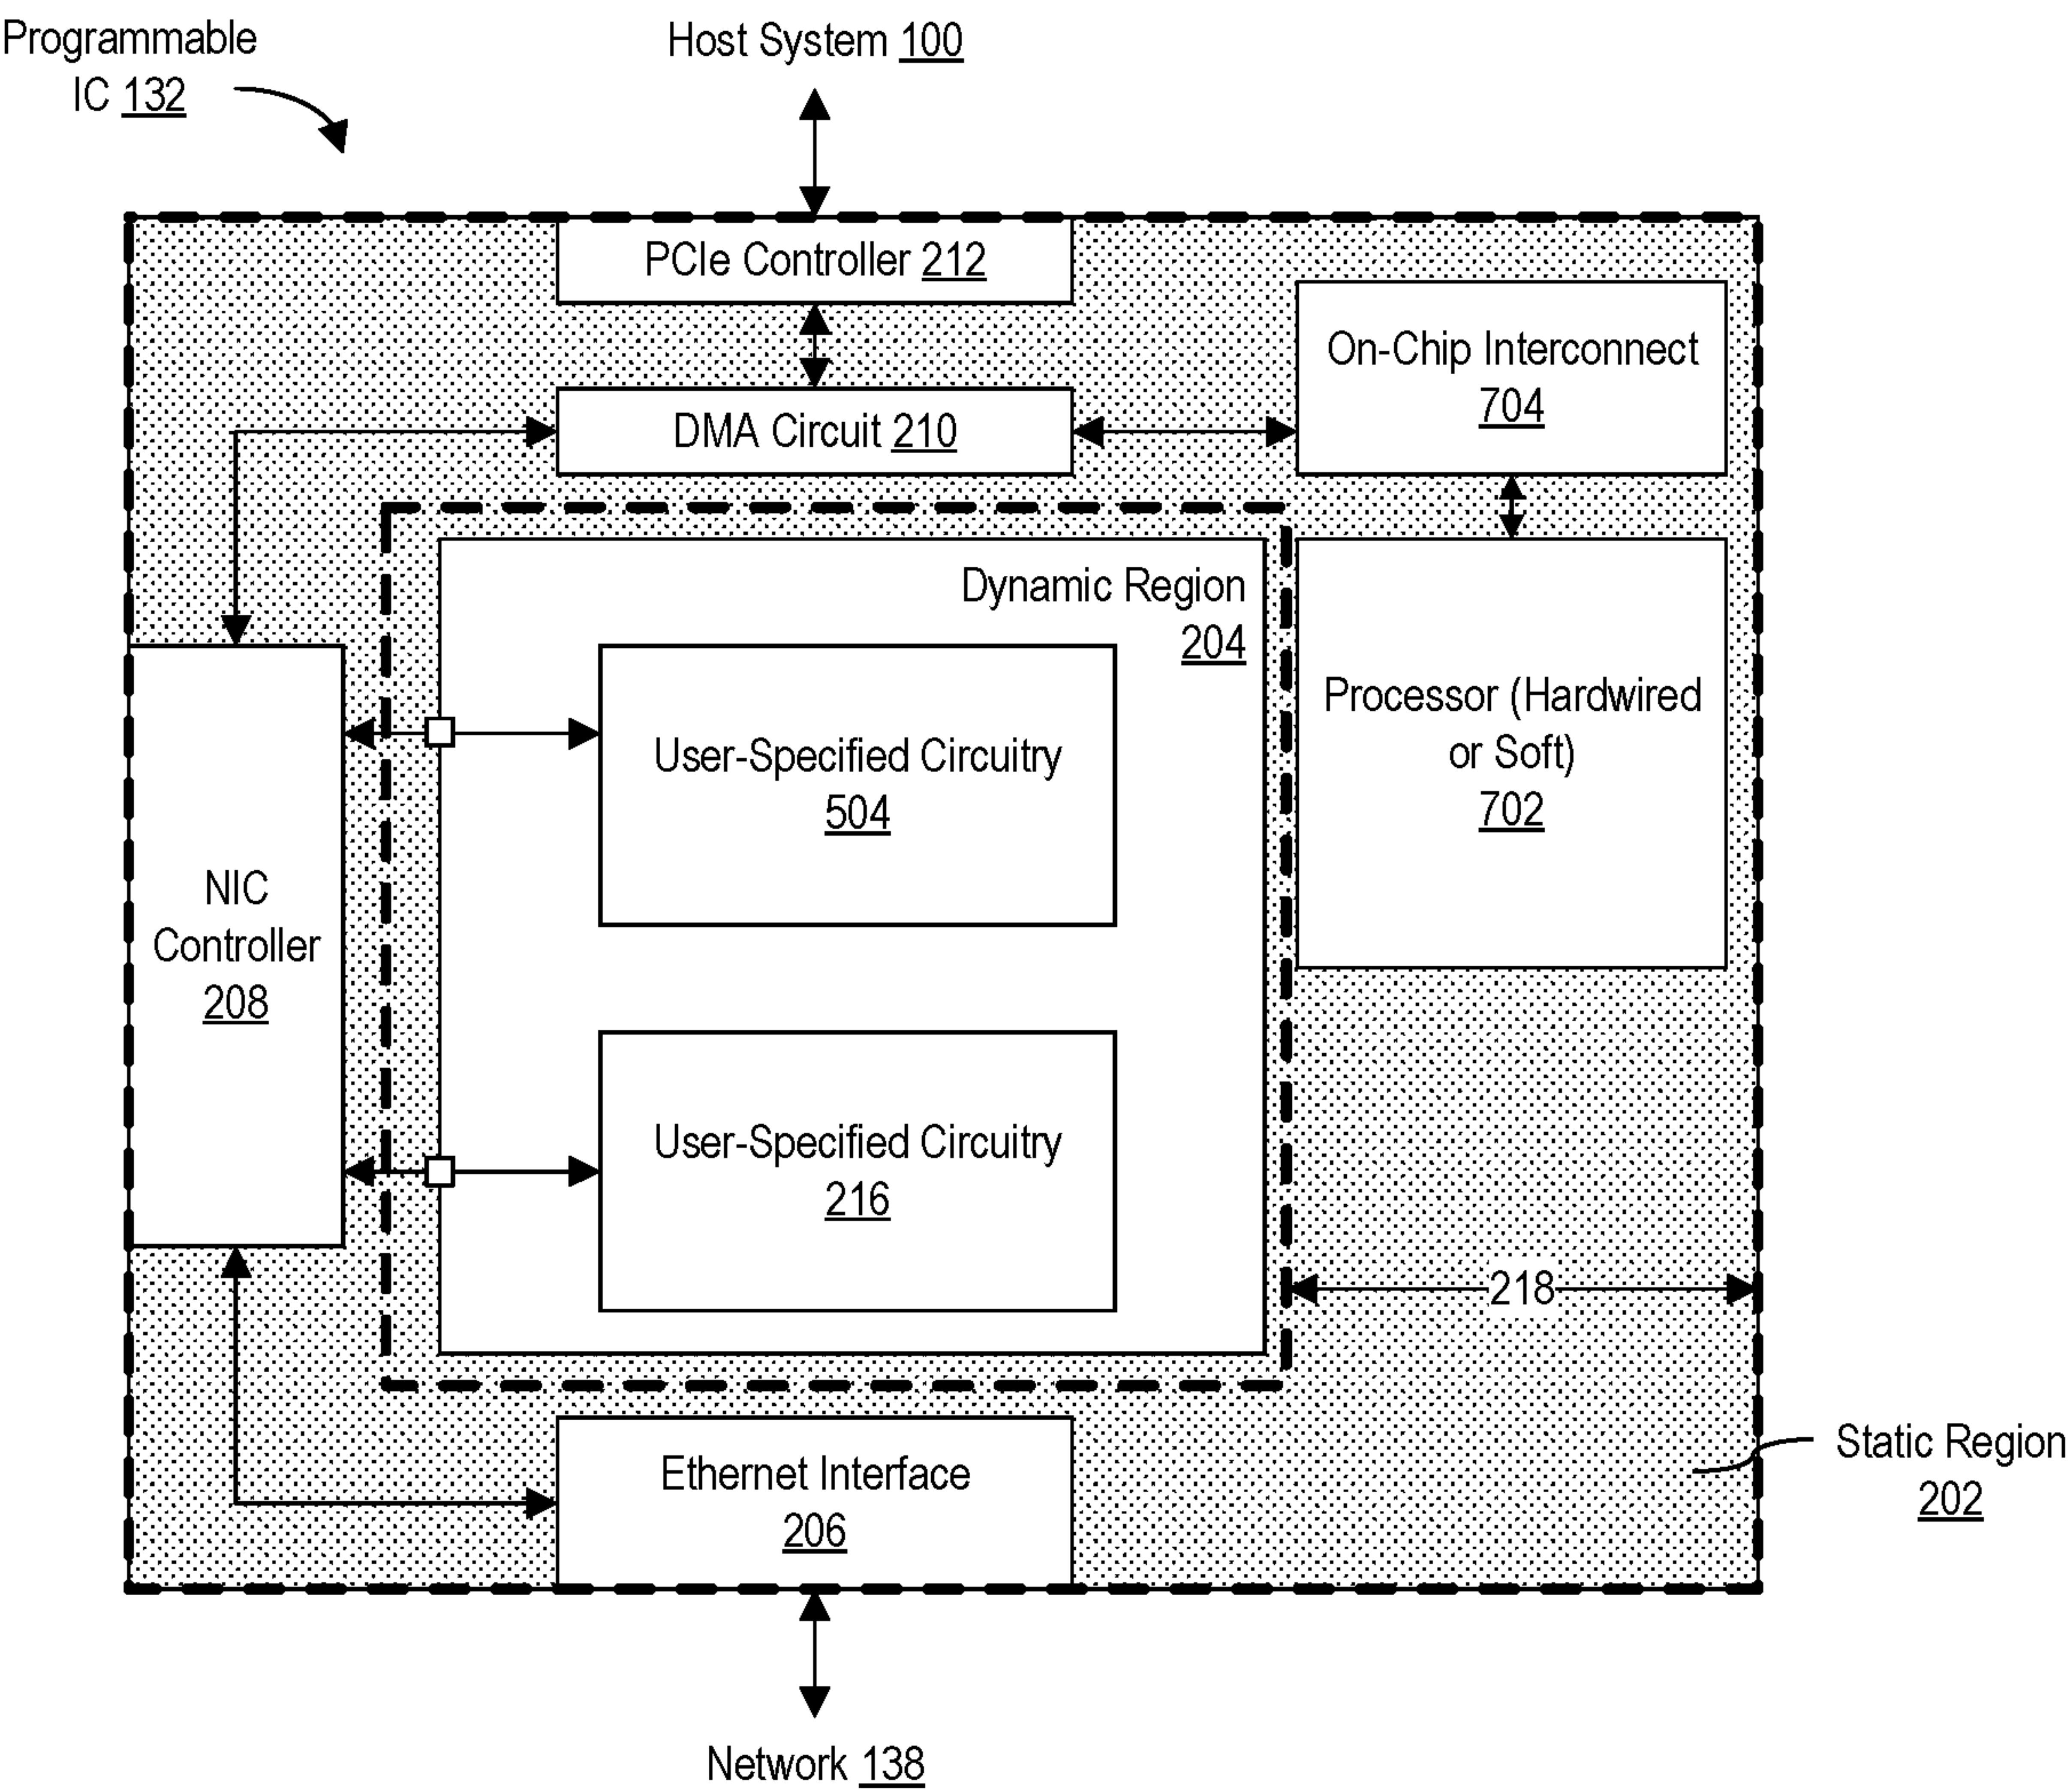 Programmable
IC 132
Host System 100
PCIe Controller 212
On-Chip Interconnect
704
DMA Circuit 210
Dynamic Region
204
Processor (Hardwired
or Soft)
702
User-Specified Circuitry
504
NIC
Controller
208
User-Specified Circuitry
216
218
Ethernet Interface
206
Static Region
202
Network 138